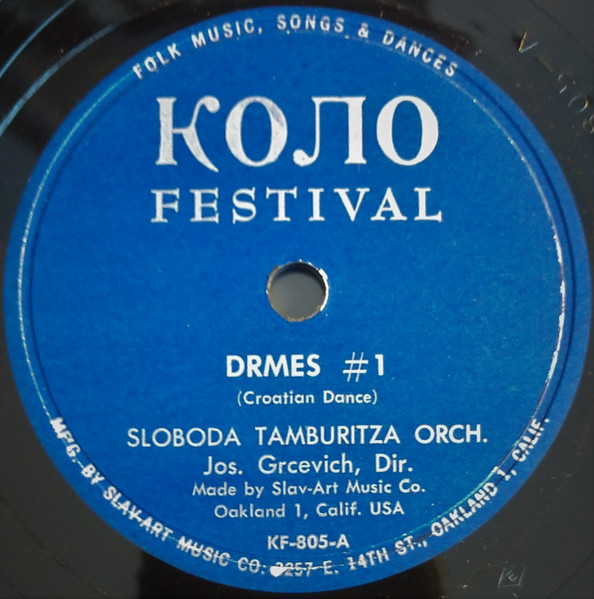 FOLK MUSIC, SONGS & DANCES
КОЛО
FESTIVAL
DRMES #1
(Croatian Dance)
SLOBODA TAMBURITZA ORCH.
Jos. Grcevich, Dir.
Made by Slav-Art Music Co.
Oakland 1, Calif. USA
KF-805-A
MFG. BY SLAV-ART MUSIC CO: 2257 E. 14TH ST., OAKLAND 1, CALIF.